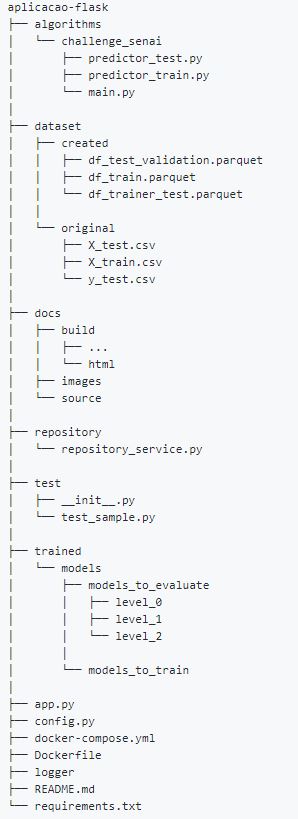 aplicacao-flask
├── algorithms
│   └── challenge_senai
│       ├── predictor_test.py
│       ├── predictor_train.py
│       └── main.py
│
├── dataset
│   ├── created
│   │   ├── df_test_validation.parquet
│   │   ├── df_train.parquet
│   │   └── df_trainer_test.parquet
│   │
│   └── original
│       ├── X_test.csv
│       ├── X_train.csv
│       └── y_test.csv
│
├── docs
│   ├── build
│   │   ├── ...
│   │   └── html
│   ├── images
│   └── source
│
├── repository
│   └── repository_service.py
│
├── test
│   ├── __init__.py
│   └── test_sample.py
│
├── trained
│   └── models
│       ├── models_to_evaluate
│       │   ├── level_0
│       │   ├── level_1
│       │   └── level_2
│       │
│       └── models_to_train
│
├── app.py
├── config.py
├── docker-compose.yml
├── Dockerfile
├── logger
├── README.md
└── requirements.txt